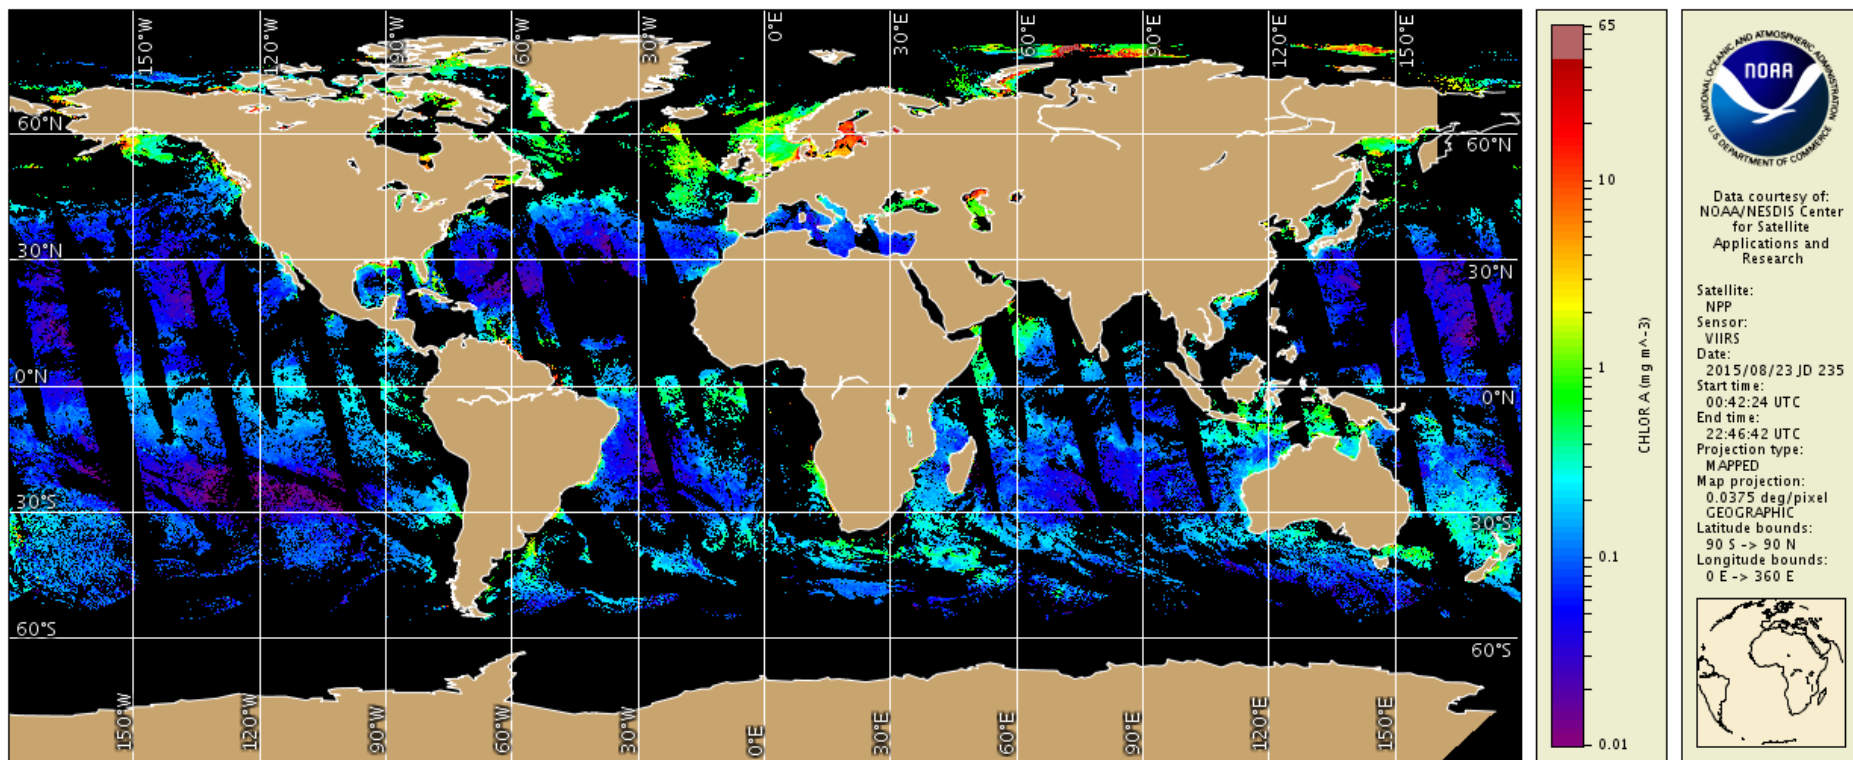 150°W
120°W
90°W
60°W
30°W
0°E
30°E
60°E
90°E
120°E
150°E
60°N
60°N
30°N
30°N
0°N
0°N
30°S
30°S
60°S
60°S
150°W
120°W
90°W
60°W
30°W
0°E
30°E
60°E
90°E
120°E
150°E
65
10
1
0.1
0.01
CHLOR A (mg m^-3)
NATIONAL OCEANIC AND ATMOSPHERIC ADMINISTRATION
NOAA
U.S. DEPARTMENT OF COMMERCE
Data courtesy of:
NOAA/NESDIS Center
for Satellite
Applications and
Research
Satellite:
NPP
Sensor:
VIIRS
Date:
2015/08/23 JD 235
Start time:
00:42:24 UTC
End time:
22:46:42 UTC
Projection type:
MAPPED
Map projection:
0.0375 deg/pixel
GEOGRAPHIC
Latitude bounds:
90 S -> 90 N
Longitude bounds:
0 E -> 360 E